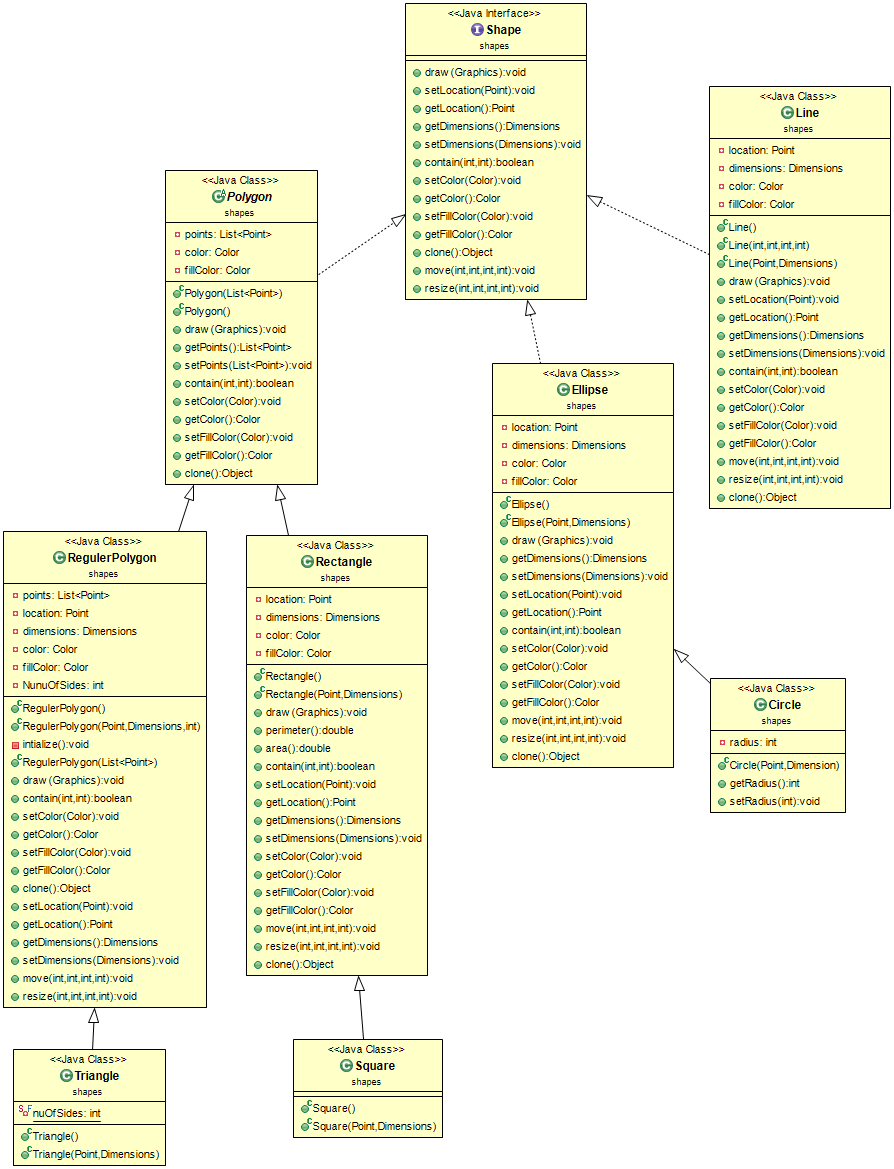 <<Java Interface>>
Shape
shapes
draw(Graphics):void
setLocation(Point):void
getLocation():Point
getDimensions():Dimensions
setDimensions(Dimensions):void
contain(int,int):boolean
setColor(Color):void
getColor():Color
setFillColor(Color):void
getFillColor():Color
clone():Object
move(int,int,int,int):void
resize(int,int,int,int):void
<<Java Class>>
Line
shapes
location: Point
dimensions: Dimensions
color: Color
fillColor: Color
Line()
Line(int,int,int,int)
Line(Point,Dimensions)
draw(Graphics):void
setLocation(Point):void
getLocation():Point
getDimensions():Dimensions
setDimensions(Dimensions):void
contain(int,int):boolean
setColor(Color):void
getColor():Color
setFillColor(Color):void
getFillColor():Color
move(int,int,int,int):void
resize(int,int,int,int):void
clone():Object
<<Java Class>>
Polygon
shapes
points: List<Point>
color: Color
fillColor: Color
Polygon(List<Point>)
Polygon()
draw(Graphics):void
getPoints():List<Point>
setPoints(List<Point>):void
contain(int,int):boolean
setColor(Color):void
getColor():Color
setFillColor(Color):void
getFillColor():Color
clone():Object
<<Java Class>>
Ellipse
shapes
location: Point
dimensions: Dimensions
color: Color
fillColor: Color
Ellipse()
Ellipse(Point,Dimensions)
draw(Graphics):void
getDimensions():Dimensions
setDimensions(Dimensions):void
setLocation(Point):void
getLocation():Point
contain(int,int):boolean
setColor(Color):void
getColor():Color
setFillColor(Color):void
getFillColor():Color
move(int,int,int,int):void
resize(int,int,int,int):void
clone():Object
<<Java Class>>
RegulerPolygon
shapes
points: List<Point>
location: Point
dimensions: Dimensions
color: Color
fillColor: Color
NunuOfSides: int
RegulerPolygon()
RegulerPolygon(Point,Dimensions,int)
intialize():void
RegulerPolygon(List<Point>)
draw(Graphics):void
contain(int,int):boolean
setColor(Color):void
getColor():Color
setFillColor(Color):void
getFillColor():Color
clone():Object
setLocation(Point):void
getLocation():Point
getDimensions():Dimensions
setDimensions(Dimensions):void
move(int,int,int,int):void
resize(int,int,int,int):void
<<Java Class>>
Rectangle
shapes
location: Point
dimensions: Dimensions
color: Color
fillColor: Color
Rectangle()
Rectangle(Point,Dimensions)
draw(Graphics):void
perimeter():double
area():double
contain(int,int):boolean
setLocation(Point):void
getLocation():Point
getDimensions():Dimensions
setDimensions(Dimensions):void
setColor(Color):void
getColor():Color
setFillColor(Color):void
getFillColor():Color
move(int,int,int,int):void
resize(int,int,int,int):void
clone():Object
<<Java Class>>
Circle
shapes
radius: int
Circle(Point,Dimension)
getRadius():int
setRadius(int):void
<<Java Class>>
Triangle
shapes
nuOfSides: int
Triangle()
Triangle(Point,Dimensions)
<<Java Class>>
Square
shapes
Square()
Square(Point,Dimensions)